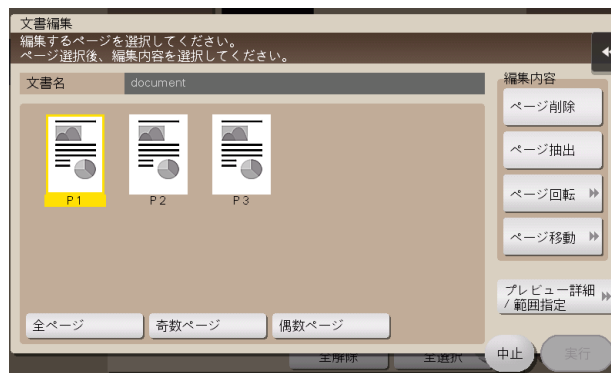 文書編集
編集するページを選択してください。
ページ選択後、編集内容を選択してください。
文書名
document
編集内容
ページ削除
ページ抽出
ページ回転
ページ移動
P1
P2
P3
プレビュー詳細
/範囲指定
全ページ
奇数ページ
偶数ページ
全解除
全選択
中止
実行